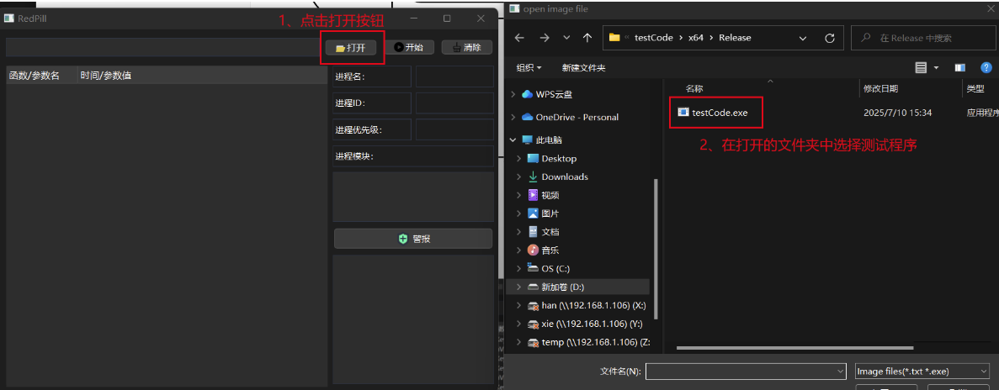 RedPill
1、点击打开按钮
打开
开始
清除
函数/参数名
时间/参数值
进程名:
进程ID:
进程优先级:
进程模块:
警报
open image file
testCode
x64
Release
在 Release 中搜索
组织
新建文件夹
名称
修改日期
类型
WPS云盘
OneDrive - Personal
此电脑
Desktop
Downloads
视频
图片
文档
音乐
OS (C:)
新加卷 (D:)
han (\\192.168.1.106) (X:)
xie (\\192.168.1.106) (Y:)
temp (\\192.168.1.106) (Z:
testCode.exe
2025/7/10 15:34
应用程序
2、在打开的文件夹中选择测试程序
文件名(N):
Image files(*.txt *.exe)